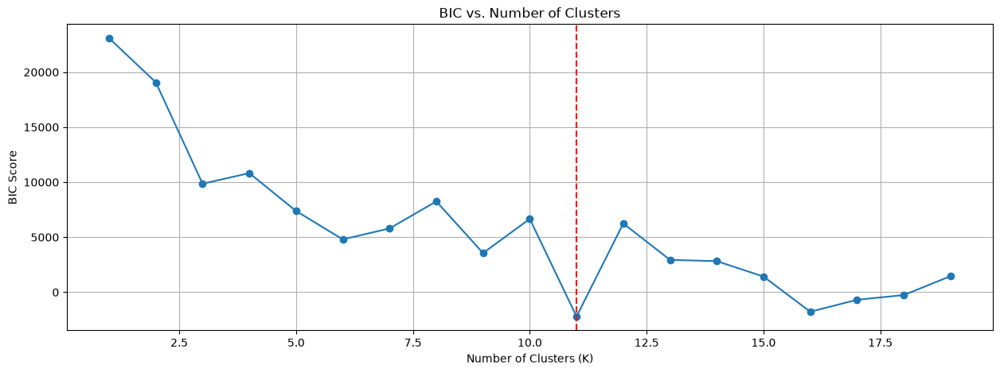 BIC vs. Number of Clusters
BIC Score
20000
15000
10000
5000
0
2.5 5.0 7.5 10.0 12.5 15.0 17.5
Number of Clusters (K)